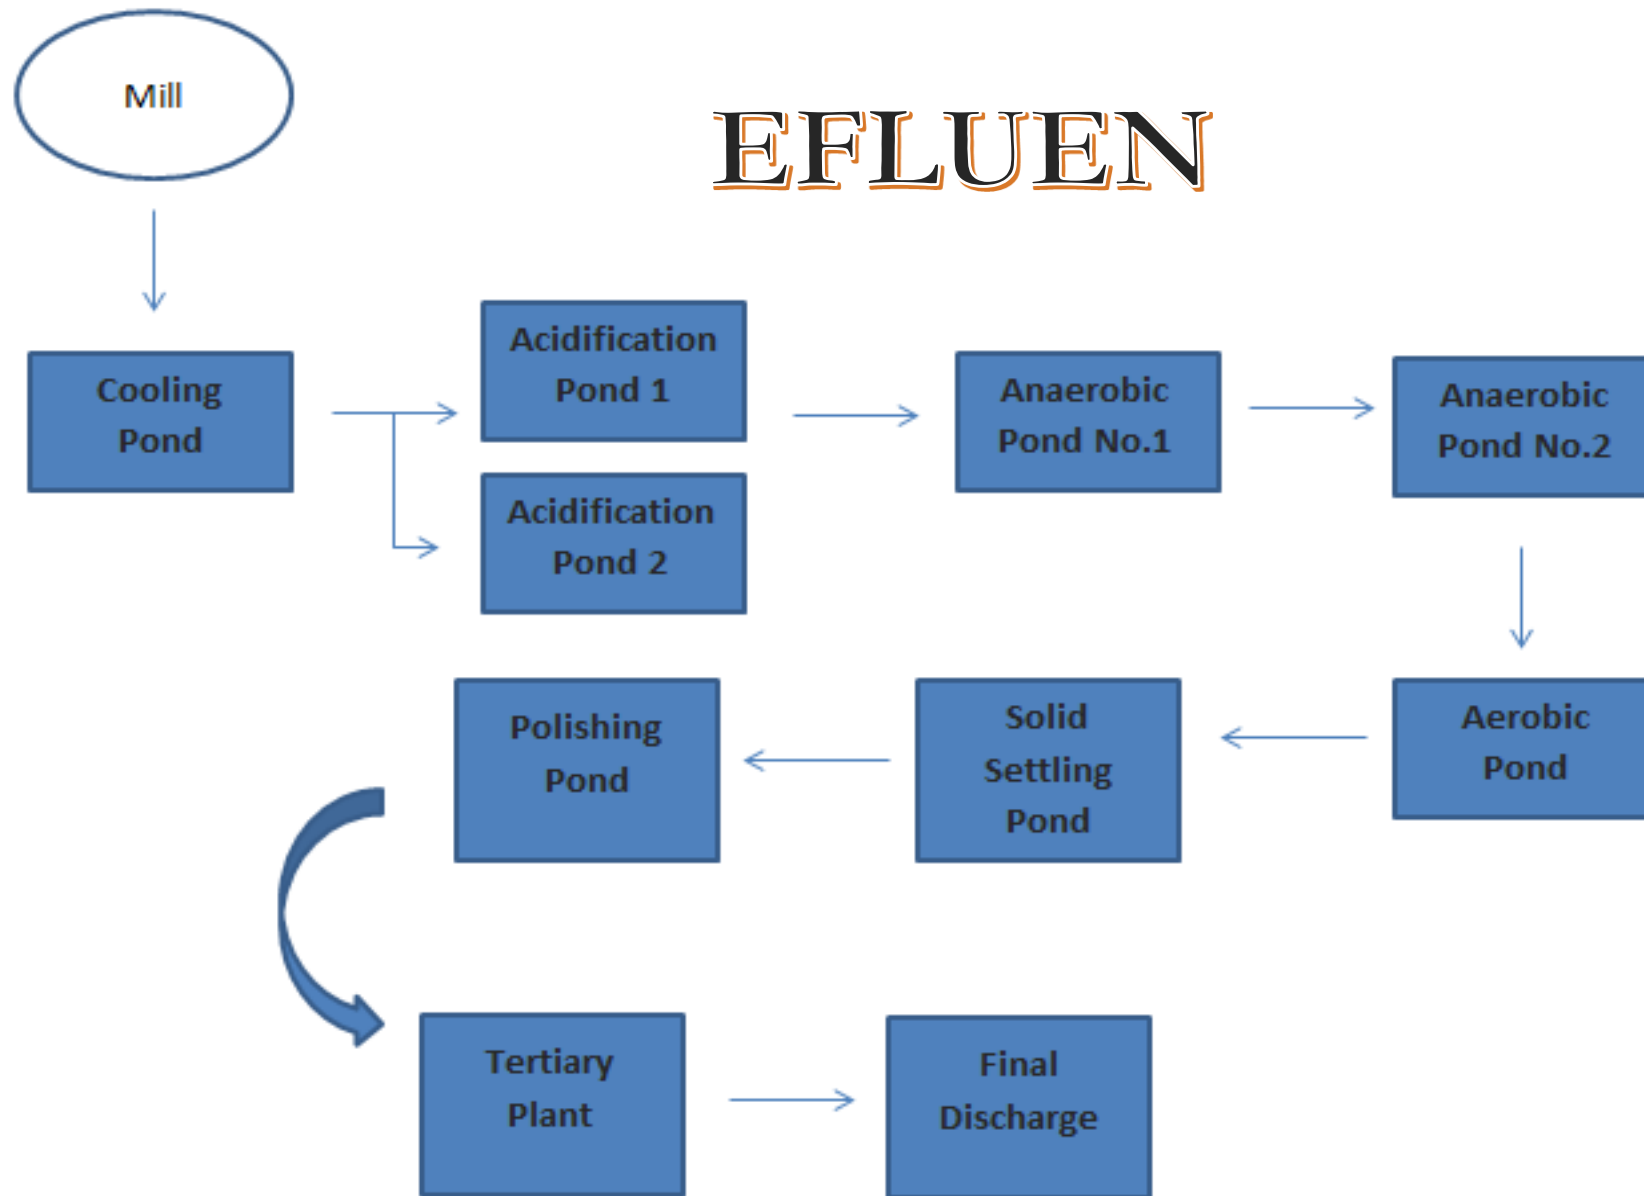 Mill
EFLUEN
Cooling
Pond
Acidification
Pond 1
Acidification
Pond 2
Anaerobic
Pond No.1
Anaerobic
Pond No.2
Aerobic
Pond
Solid
Settling
Pond
Polishing
Pond
Tertiary
Plant
Final
Discharge